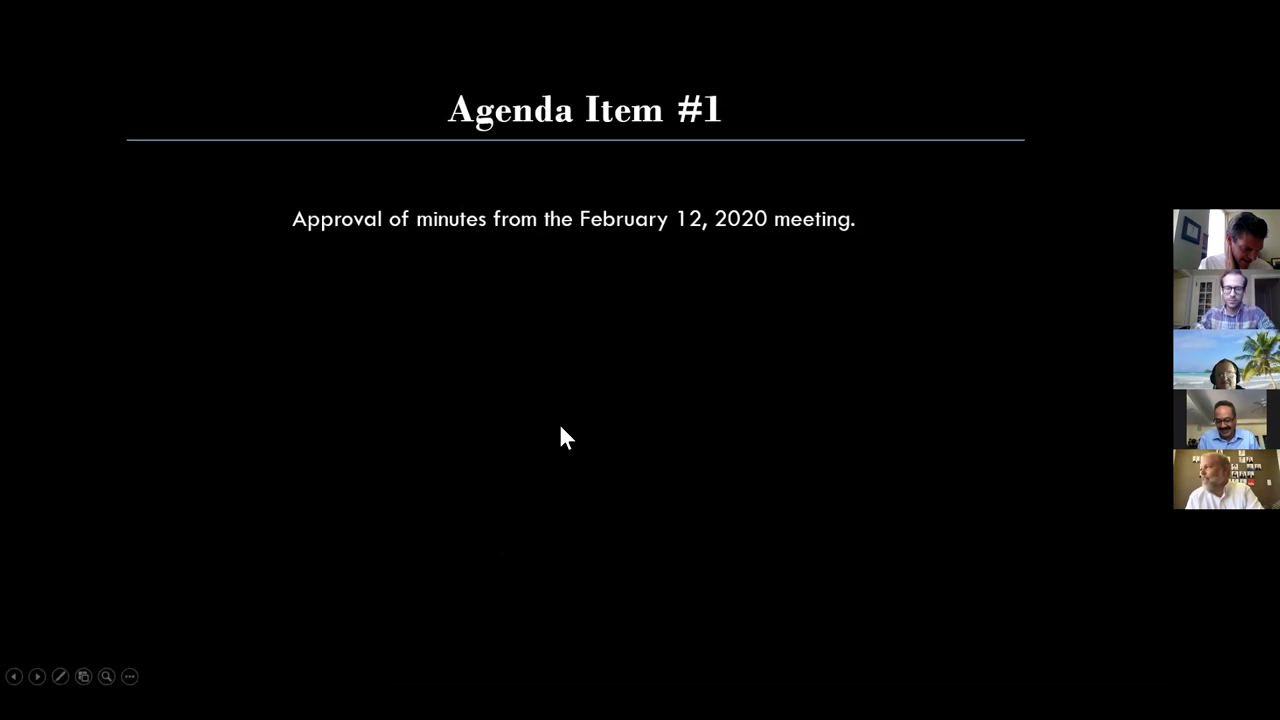 Agenda Item #1
Approval of minutes from the February 12, 2020 meeting.